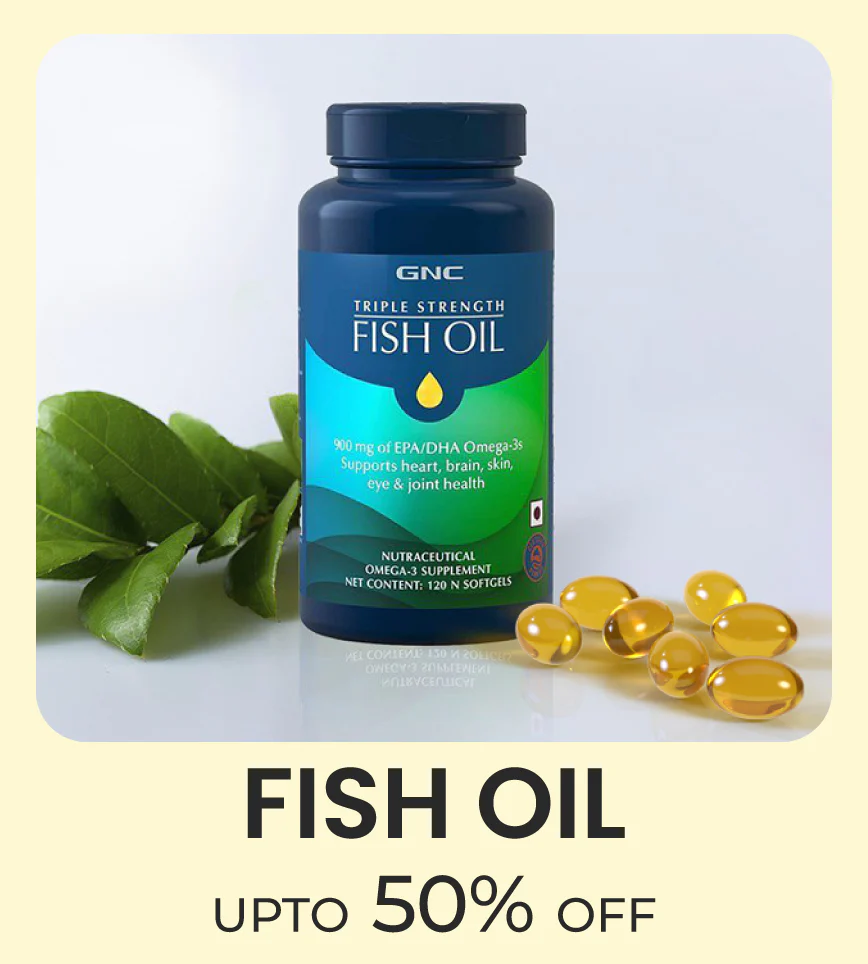 GNC
TRIPLE STRENGTH
FISH OIL
900 mg of EPA/DHA Omega-3s
Supports heart, brain, skin,
eye & joint health
NUTRACEUTICAL
OMEGA-3 SUPPLEMENT
NET CONTENT: 120 N SOFTGELS
FISH OIL
UPTO 50% OFF